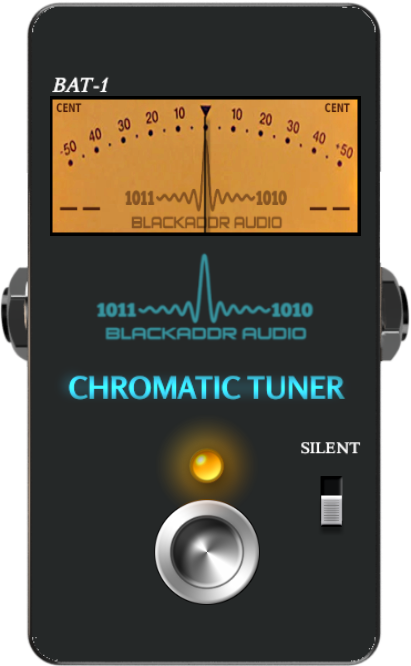 BAT-1
CENT CENT
-50 40 30 20 10 10 20 30 40 +50
1011 1010
BLACKADDR AUDIO
-- --
1011 1010
BLACKADDR AUDIO
CHROMATIC TUNER
SILENT